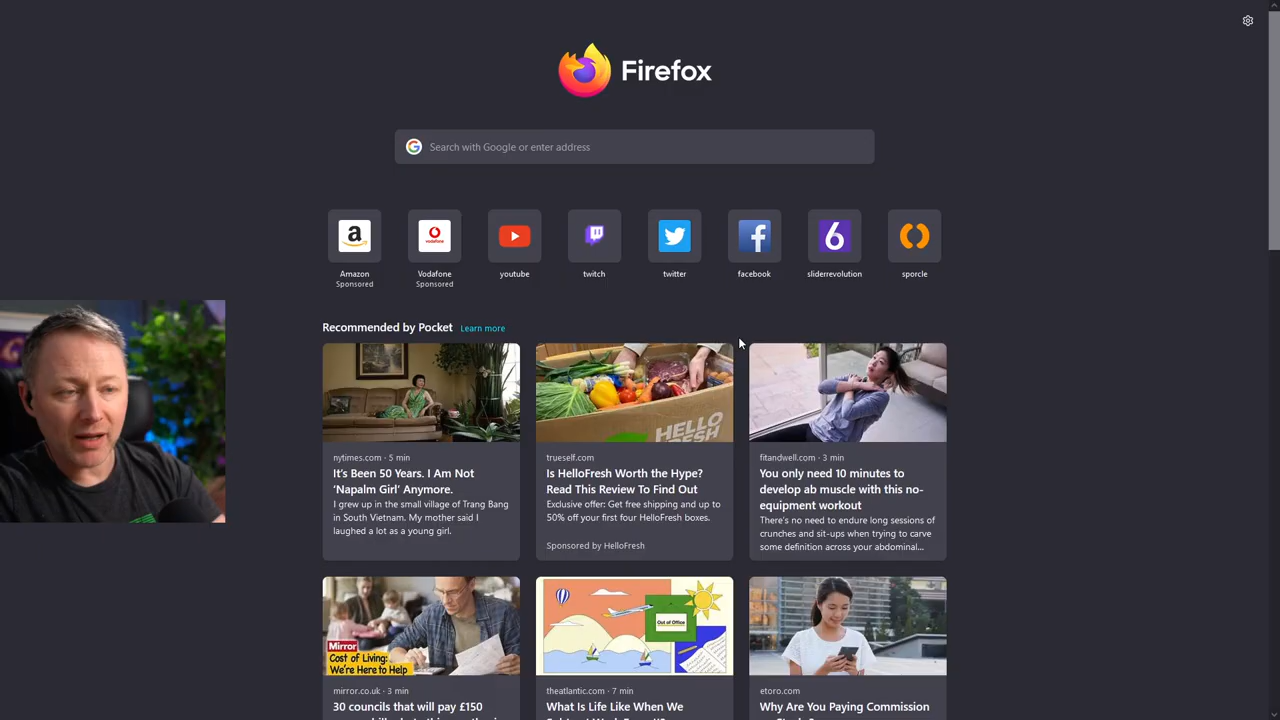 Firefox
Search with Google or enter address
Amazon
Sponsored
Vodafone
Sponsored
youtube
twitch
twitter
facebook
sliderrevolution
sporcle
Recommended by Pocket Learn more
HELLO
FRESH
nytimes.com · 5 min
It's Been 50 Years. I Am Not
‘Napalm Girl’ Anymore.
I grew up in the small village of Trang Bang
in South Vietnam. My mother said I
laughed a lot as a young girl.
trueself.com
Is HelloFresh Worth the Hype?
Read This Review To Find Out
Exclusive offer: Get free shipping and up to
50% off your first four HelloFresh boxes.
Sponsored by HelloFresh
fitandwell.com · 3 min
You only need 10 minutes to
develop ab muscle with this no-
equipment workout
There's no need to endure long sessions of
crunches and sit-ups when trying to carve
some definition across your abdominal...
Mirror
Cost of Living:
We're Here to Help
Out of Office
mirror.co.uk · 3 min
30 councils that will pay £150
theatlantic.com · 7 min
What Is Life Like When We
etoro.com
Why Are You Paying Commission